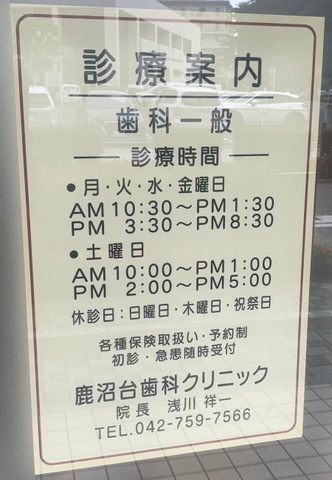 診療案内
歯科一般
診療時間
●月・火・水・金曜日
AM 10:30〜PM 1:30
PM 3:30〜PM 8:30
●土曜日
AM 10:00〜PM 1:00
PM 2:00〜PM 5:00
休診日:日曜日・木曜日・祝祭日
各種保険取扱い・予約制
初診・急患随時受付
鹿沼台歯科クリニック
院長 浅川 祥一
TEL.042-759-7566